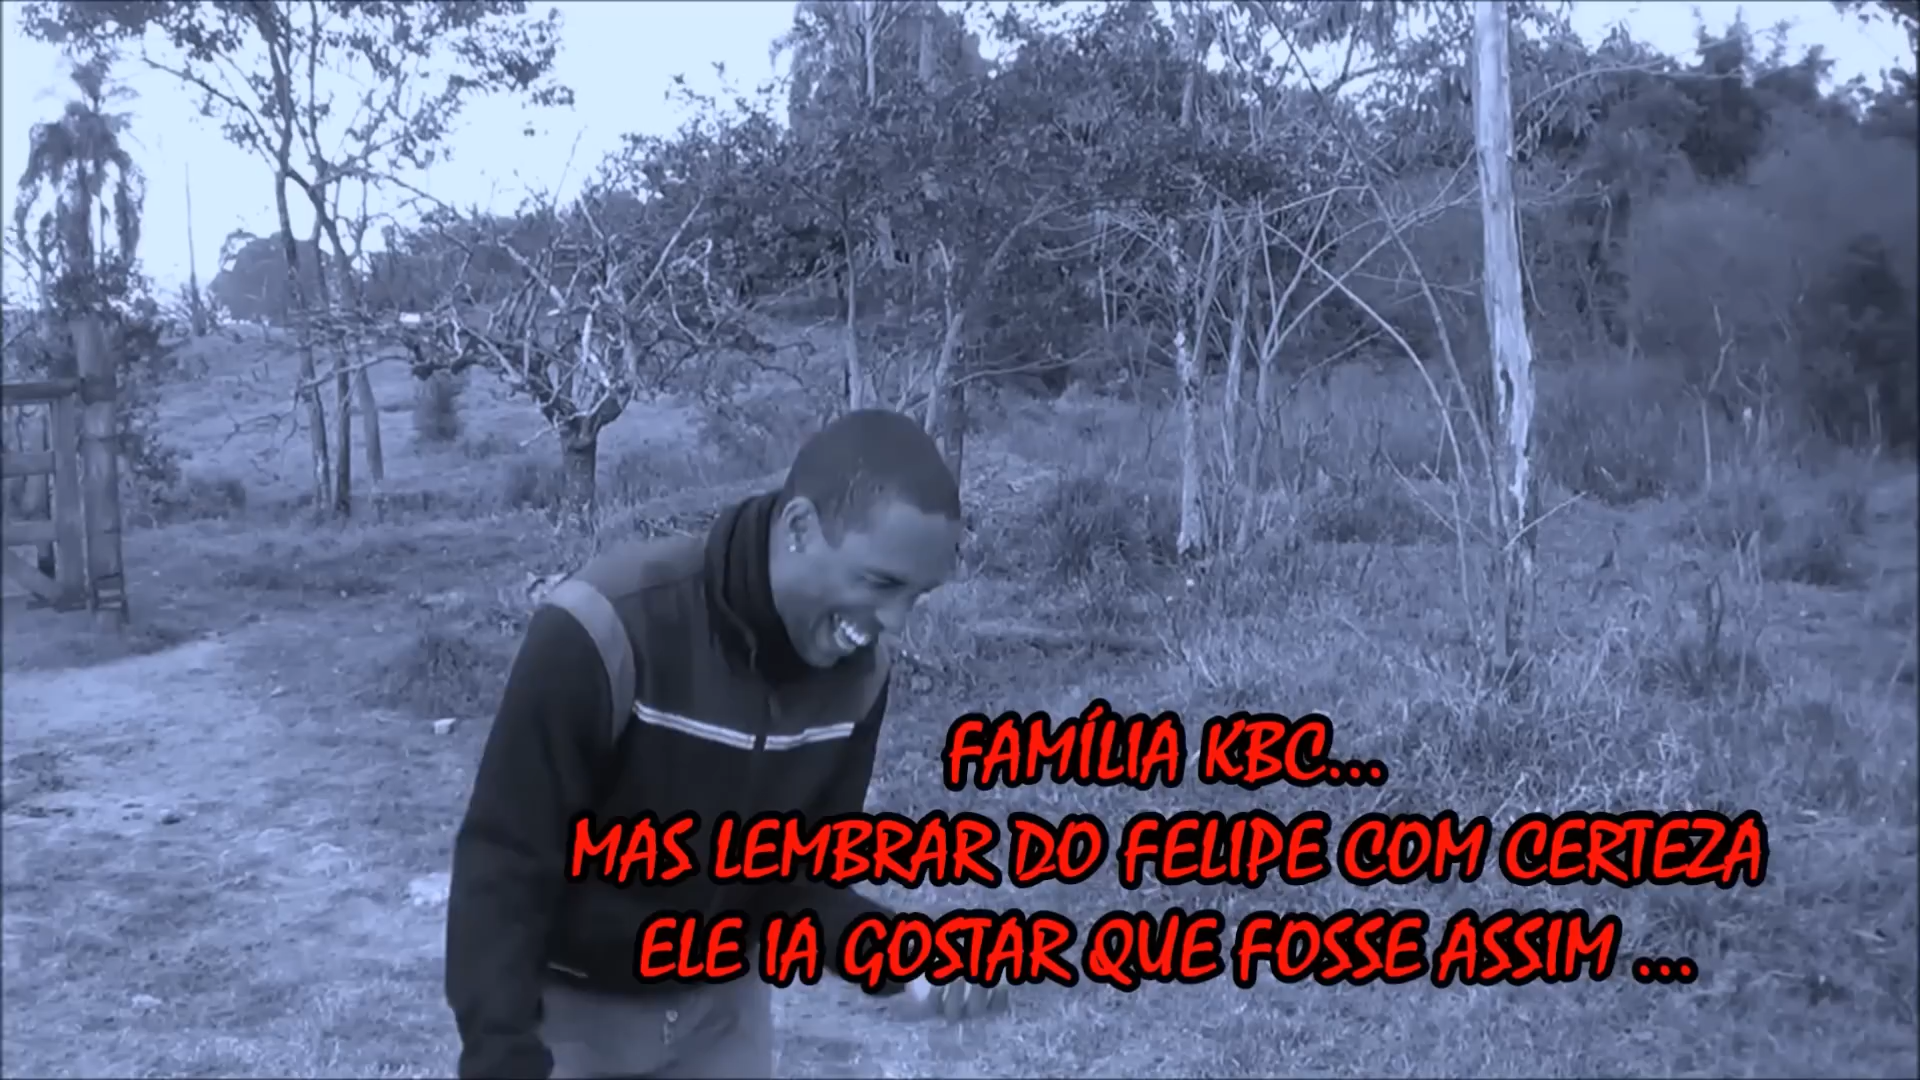 FAMÍLIA KBC...
MAS LEMBRAR DO FELIPE COM CERTEZA
ELE IA GOSTAR QUE FOSSE ASSIM ...